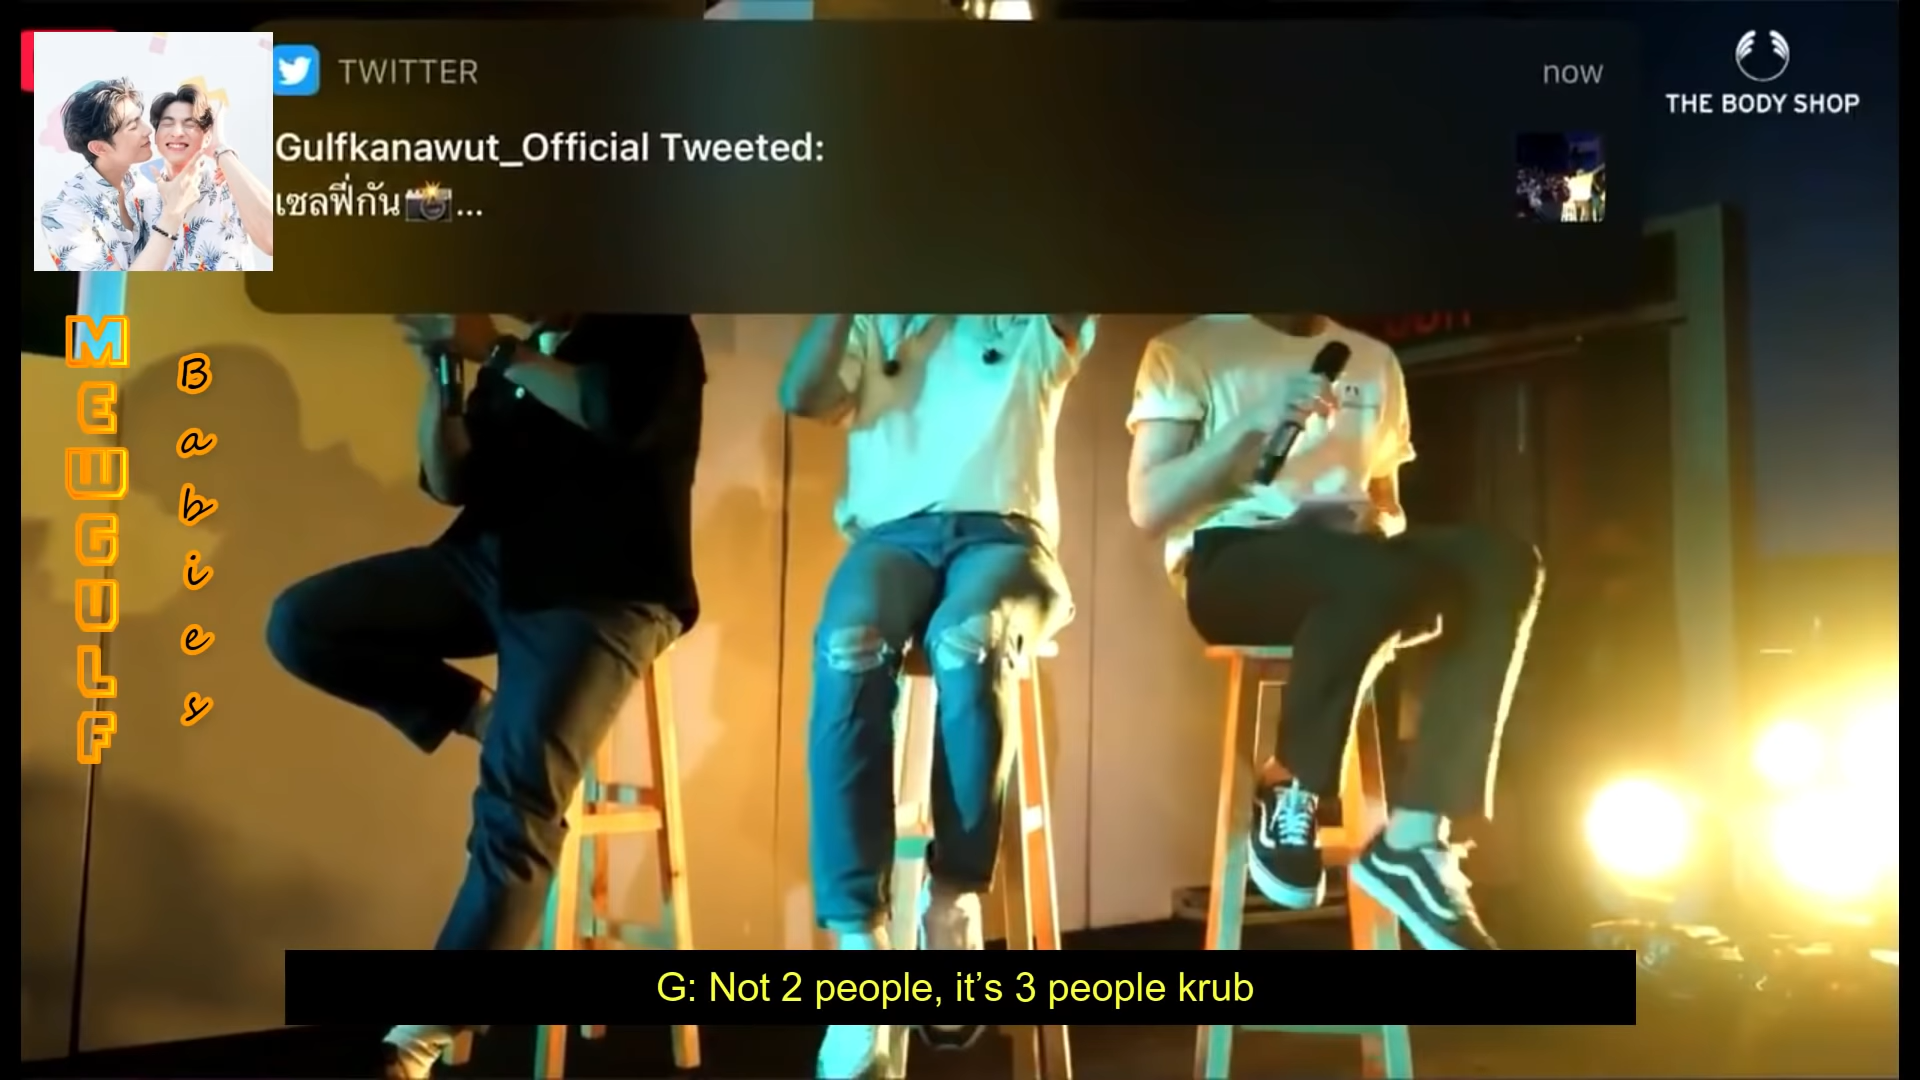 TWITTER
now
THE BODY SHOP
Gulfkanawut_Official Tweeted:
เซลฟี่กัน📸...
MEWGULF
Babies
G: Not 2 people, it’s 3 people krub